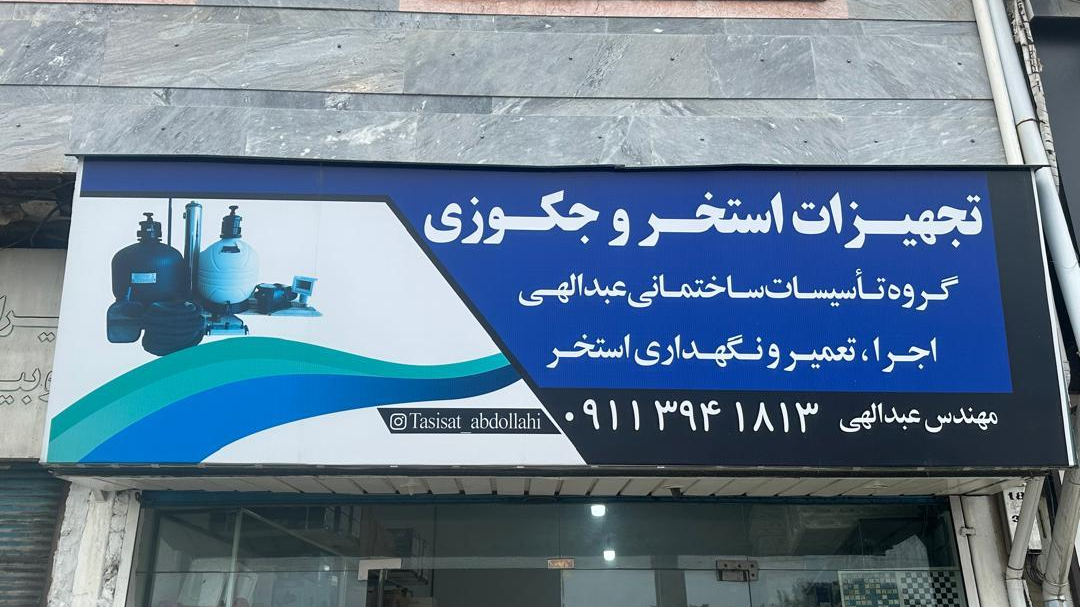 تجهیزات استخر و جکوزی
گروه تأسیسات ساختمانی عبدالهی
اجرا، تعمیر و نگهداری استخر
مهندس عبدالهی ۰۹۱۱ ۳۹۴ ۱۸۱۳
Tasisat_abdollahi